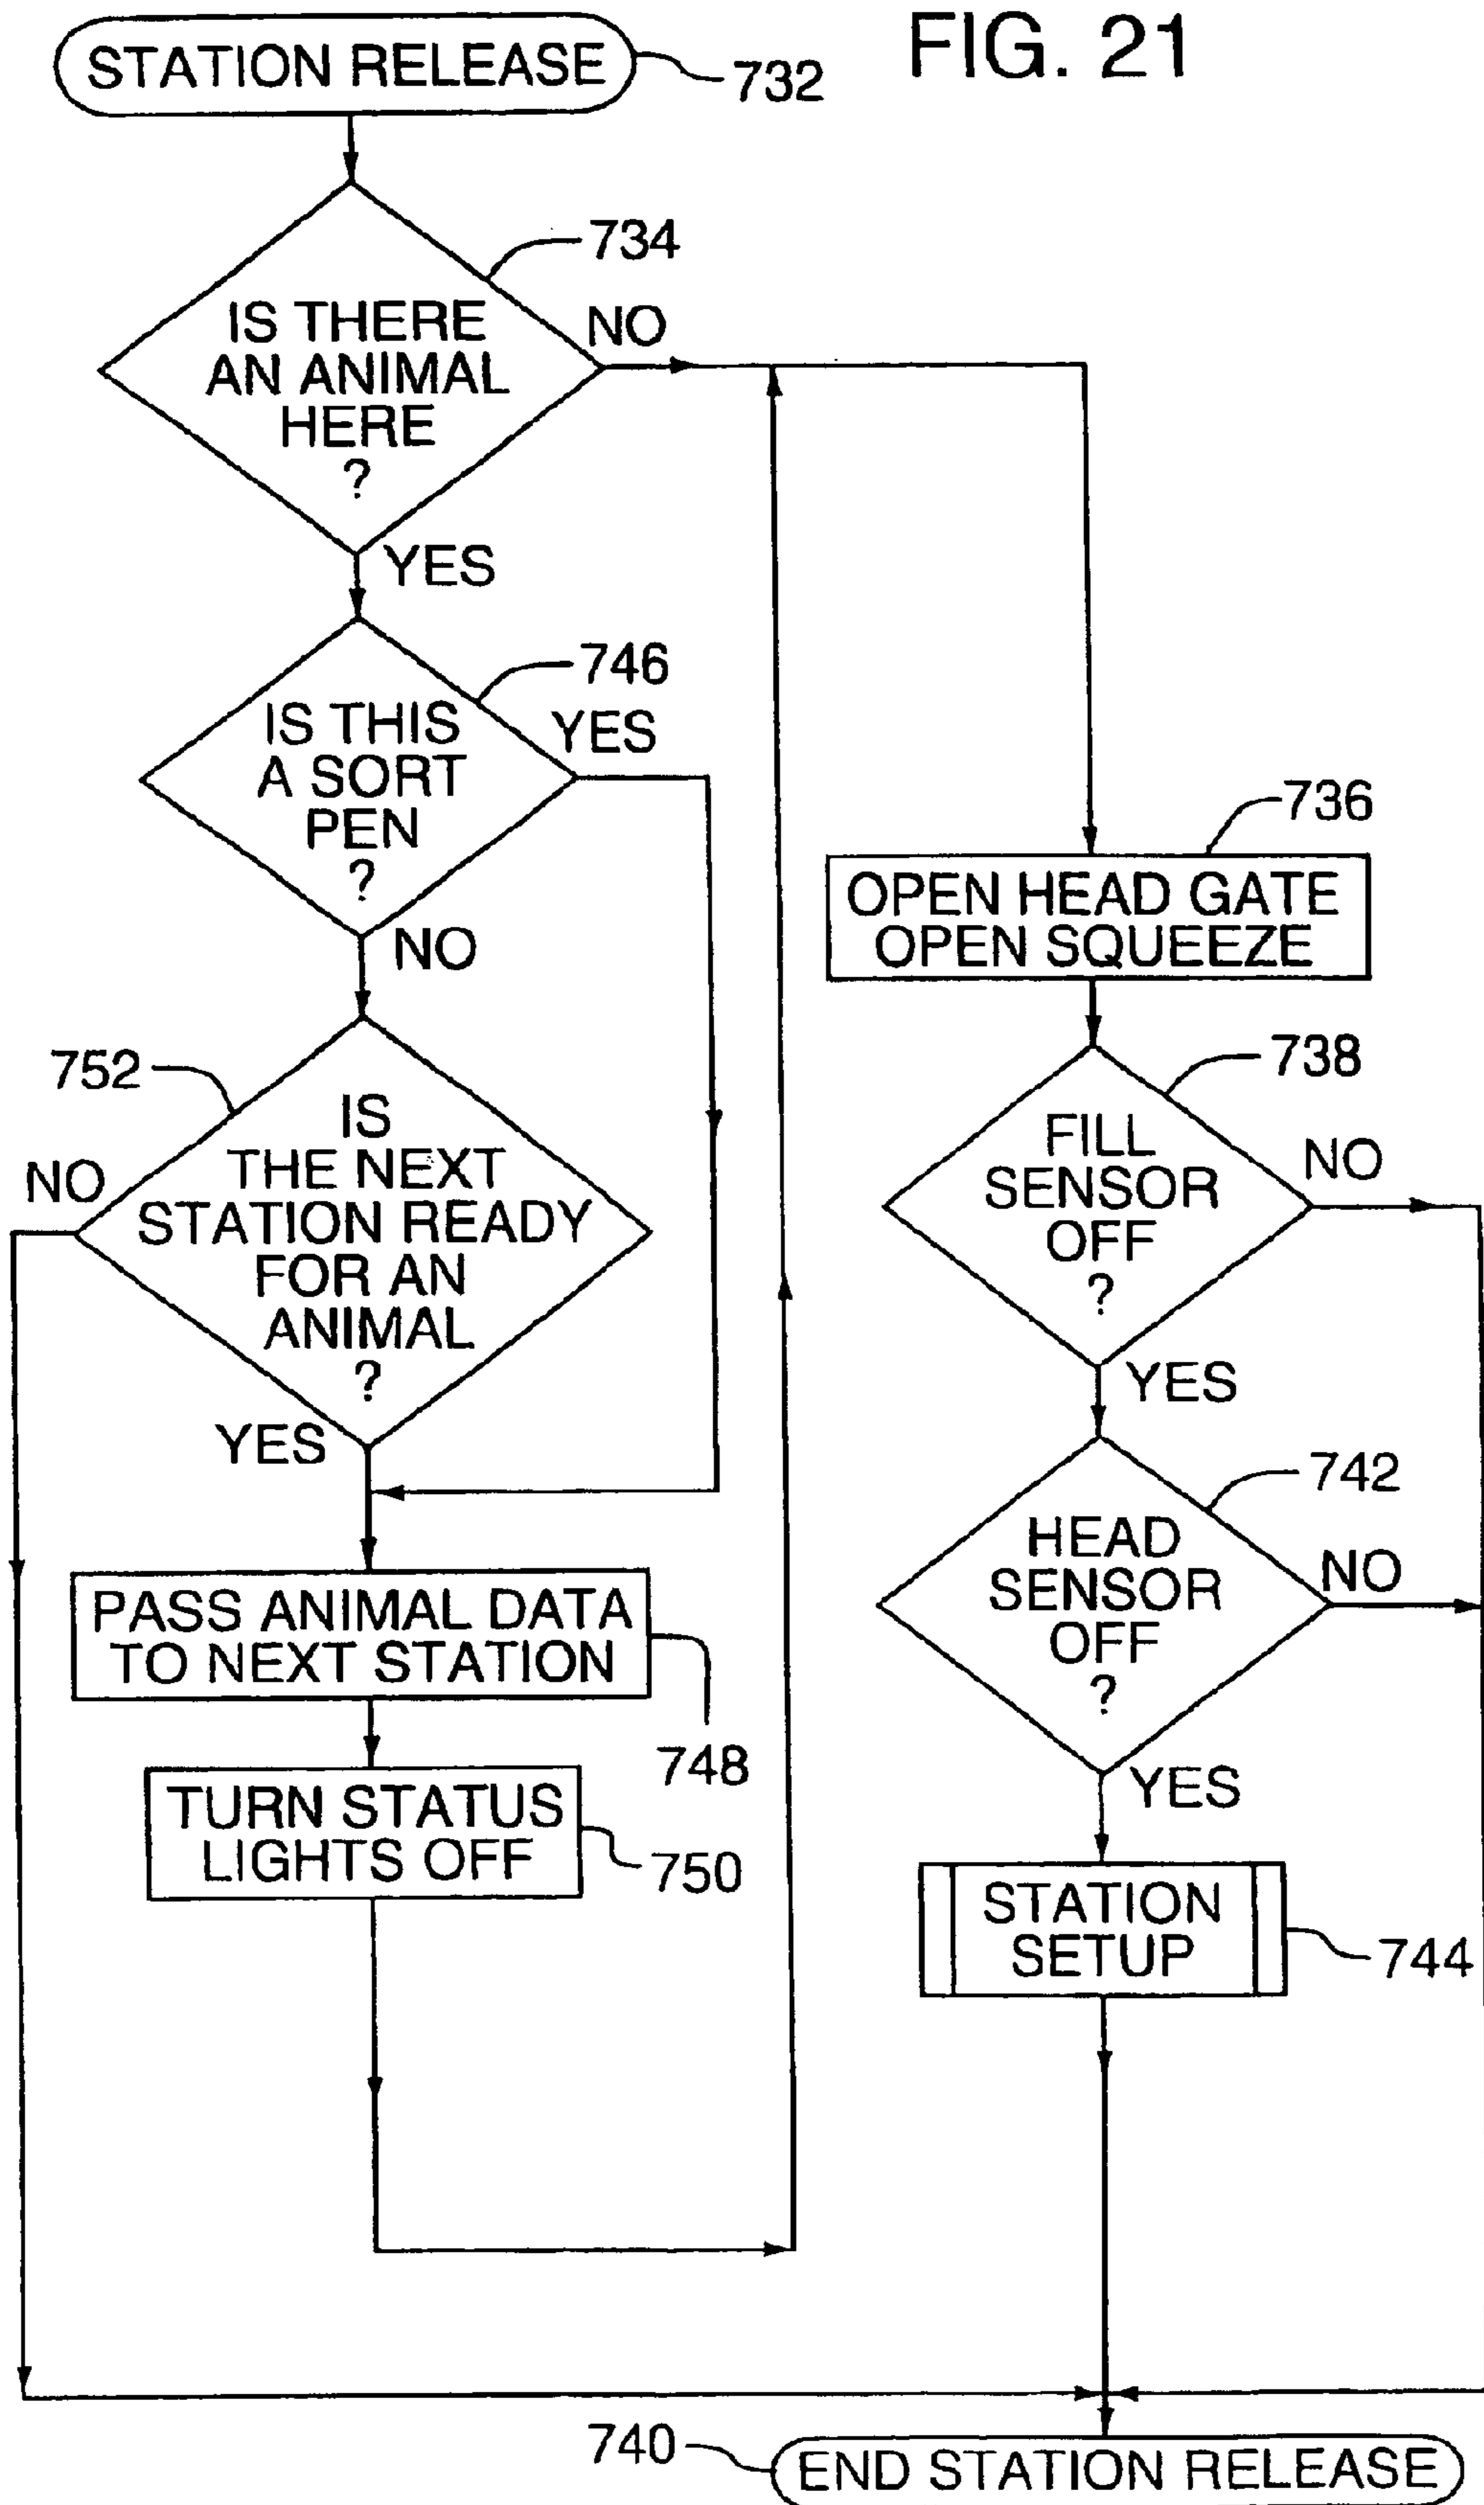 FIG. 21
STATION RELEASE
732
734
IS THERE
AN ANIMAL
HERE
?
NO
YES
746
IS THIS
A SORT
PEN
?
YES
NO
752
IS
THE NEXT
STATION READY
FOR AN
ANIMAL
?
NO
YES
PASS ANIMAL DATA
TO NEXT STATION
748
TURN STATUS
LIGHTS OFF
750
736
OPEN HEAD GATE
OPEN SQUEEZE
738
FILL
SENSOR
OFF
?
NO
YES
742
HEAD
SENSOR
OFF
?
NO
YES
STATION
SETUP
744
740
END STATION RELEASE